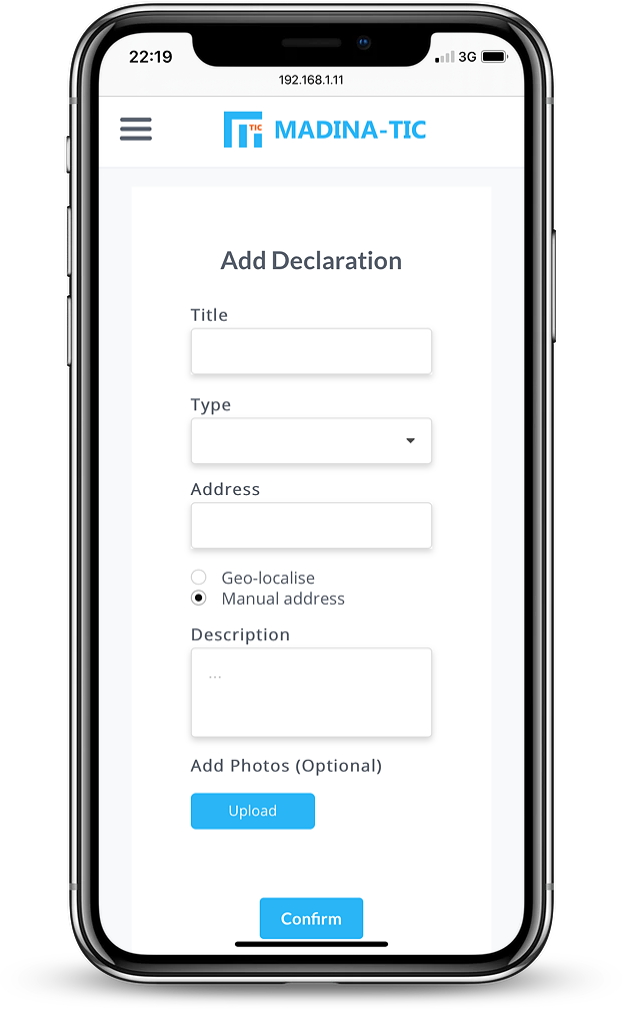 22:19
3G
192.168.1.11
TIC
MADINA-TIC
Add Declaration
Title
Type
Address
Geo-localise
Manual address
Description
...
Add Photos (Optional)
Upload
Confirm